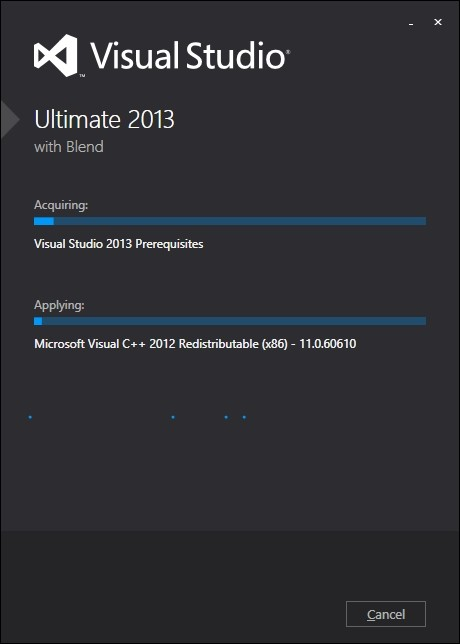 Visual Studio®
™
Ultimate 2013
with Blend
Acquiring:
Visual Studio 2013 Prerequisites
Applying:
Microsoft Visual C++ 2012 Redistributable (x86) - 11.0.60610
Cancel